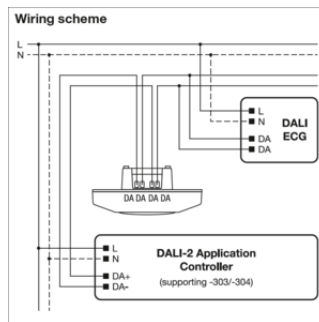 Wiring scheme
L
N
L
N
DALI
ECG
DA
DA
DA DA DA DA
L
N
DALI-2 Application
Controller
(supporting -303/-304)
DA+
DA-